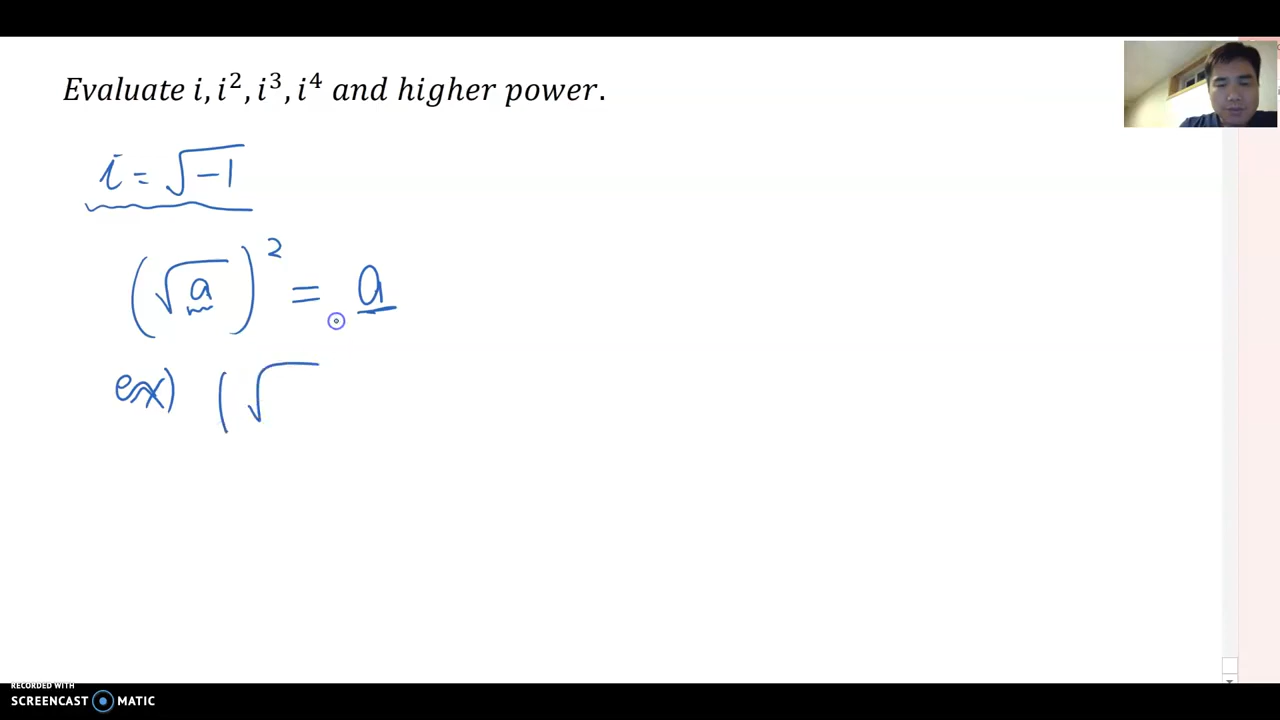 Evaluate i, i², i³, i⁴ and higher power.
i = √-1
(√a)² = a
ex) (√
RECORDED WITH
SCREENCAST MATIC